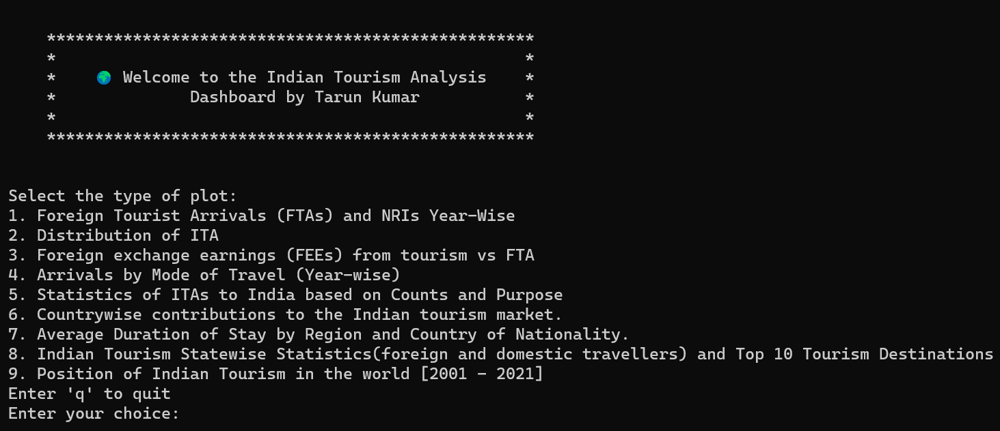 ***************************************************
*                                                 *
*    🌍 Welcome to the Indian Tourism Analysis    *
*              Dashboard by Tarun Kumar           *
*                                                 *
***************************************************
Select the type of plot:
1. Foreign Tourist Arrivals (FTAs) and NRIs Year-Wise
2. Distribution of ITA
3. Foreign exchange earnings (FEEs) from tourism vs FTA
4. Arrivals by Mode of Travel (Year-wise)
5. Statistics of ITAs to India based on Counts and Purpose
6. Countrywise contributions to the Indian tourism market.
7. Average Duration of Stay by Region and Country of Nationality.
8. Indian Tourism Statewise Statistics(foreign and domestic travellers) and Top 10 Tourism Destinations
9. Position of Indian Tourism in the world [2001 - 2021]
Enter 'q' to quit
Enter your choice: